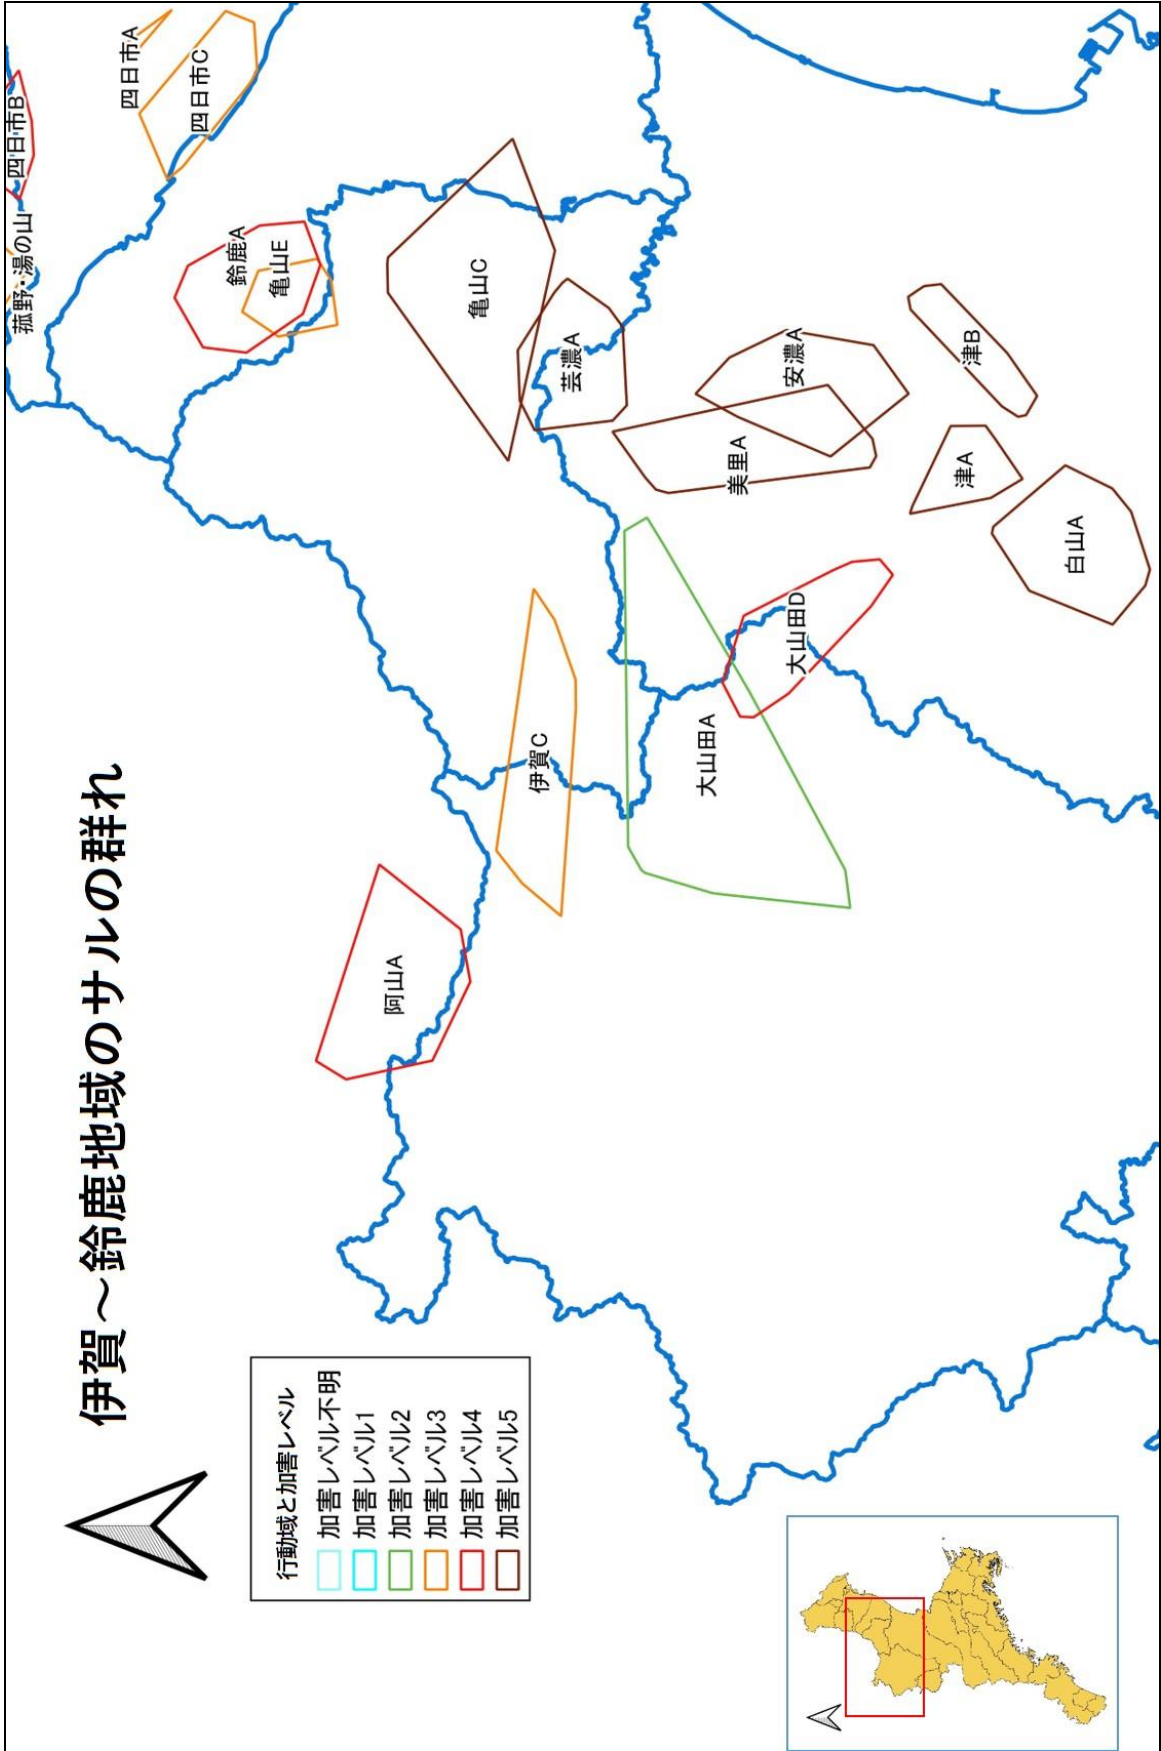 伊賀～鈴鹿地域のサルの群れ
行動域と加害レベル
加害レベル不明
加害レベル1
加害レベル2
加害レベル3
加害レベル4
加害レベル5
菰野・湯の山
四日市B
四日市A
四日市C
鈴鹿A
亀山E
亀山C
芸濃A
阿山A
伊賀C
大山田A
大山田D
美里A
安濃A
津B
津A
白山A